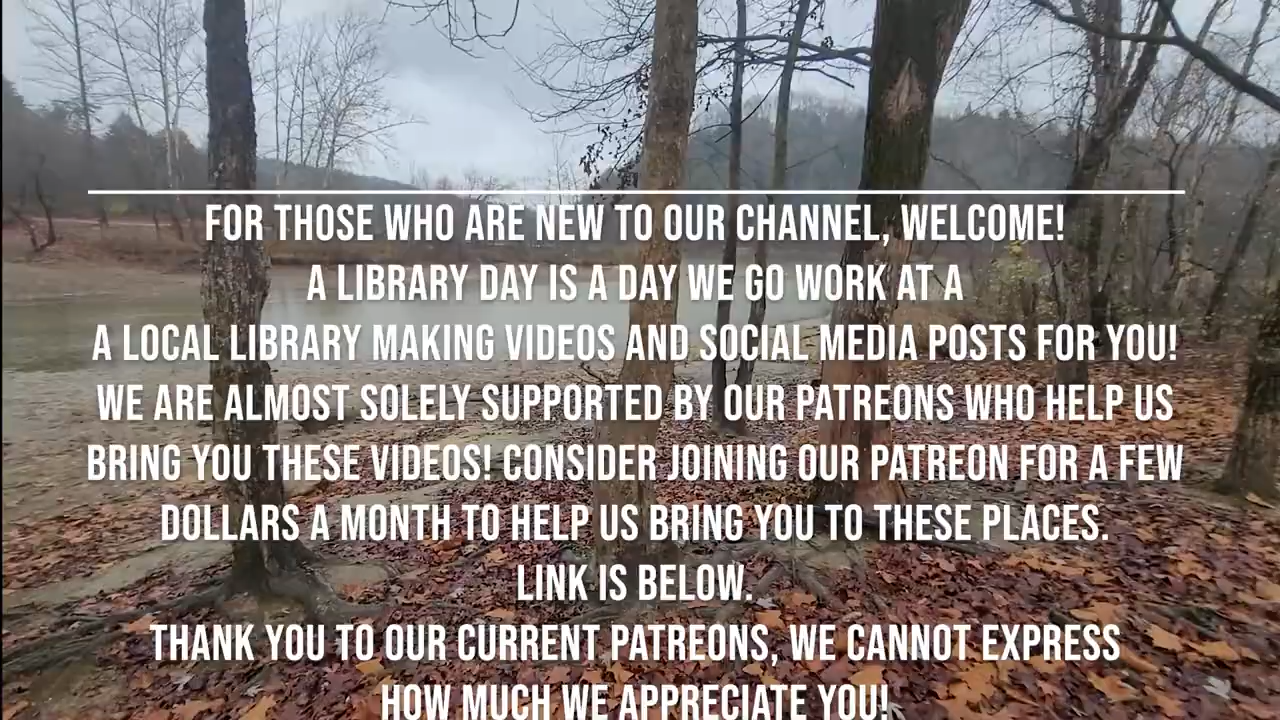 FOR THOSE WHO ARE NEW TO OUR CHANNEL, WELCOME!
A LIBRARY DAY IS A DAY WE GO WORK AT A
A LOCAL LIBRARY MAKING VIDEOS AND SOCIAL MEDIA POSTS FOR YOU!
WE ARE ALMOST SOLELY SUPPORTED BY OUR PATREONS WHO HELP US
BRING YOU THESE VIDEOS! CONSIDER JOINING OUR PATREON FOR A FEW
DOLLARS A MONTH TO HELP US BRING YOU TO THESE PLACES.
LINK IS BELOW.
THANK YOU TO OUR CURRENT PATREONS, WE CANNOT EXPRESS
HOW MUCH WE APPRECIATE YOU!